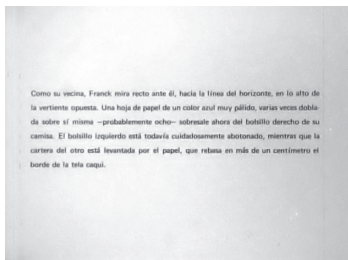 Como su vecina, Franck mira recto ante él, hacia la línea del horizonte, en lo alto de
la vertiente opuesta. Una hoja de papel de un color azul muy pálido, varias veces dobla-
da sobre sí misma —probablemente ocho— sobresale ahora del bolsillo derecho de su
camisa. El bolsillo izquierdo está todavía cuidadosamente abotonado, mientras que la
cartera del otro está levantada por el papel, que rebasa en más de un centímetro el
borde de la tela caqui.